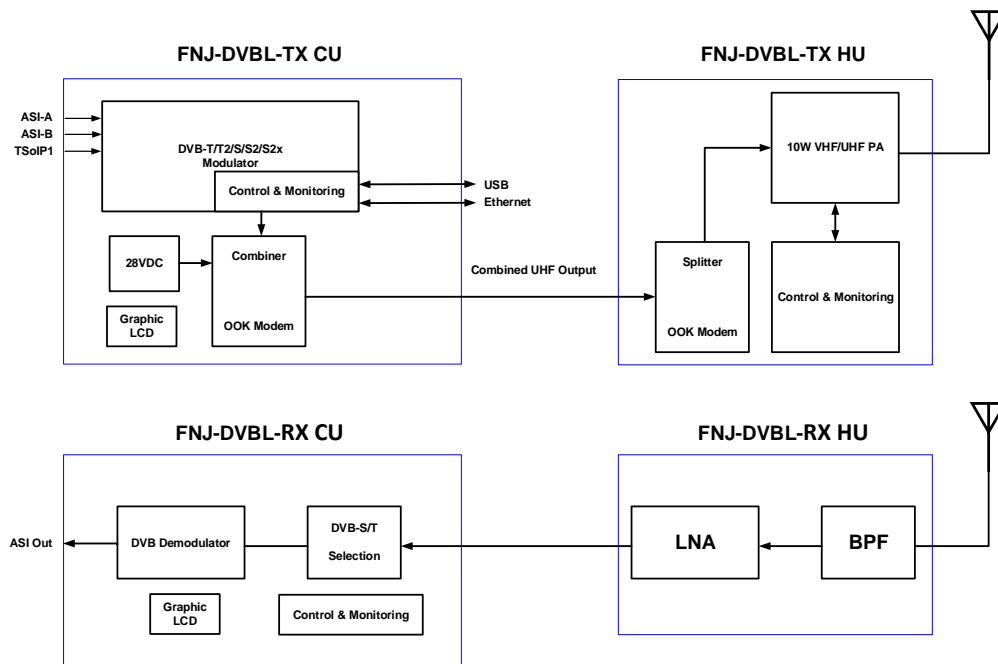 FNJ-DVBL-TX CU
FNJ-DVBL-TX HU
ASI-A
ASI-B
TSoIP1
DVB-T/T2/S/S2/S2x
Modulator
Control & Monitoring
USB
Ethernet
10W VHF/UHF PA
28VDC
Combiner
OOK Modem
Graphic
LCD
Combined UHF Output
Splitter
OOK Modem
Control & Monitoring
FNJ-DVBL-RX CU
FNJ-DVBL-RX HU
ASI Out
DVB Demodulator
DVB-S/T
Selection
LNA
BPF
Graphic
LCD
Control & Monitoring